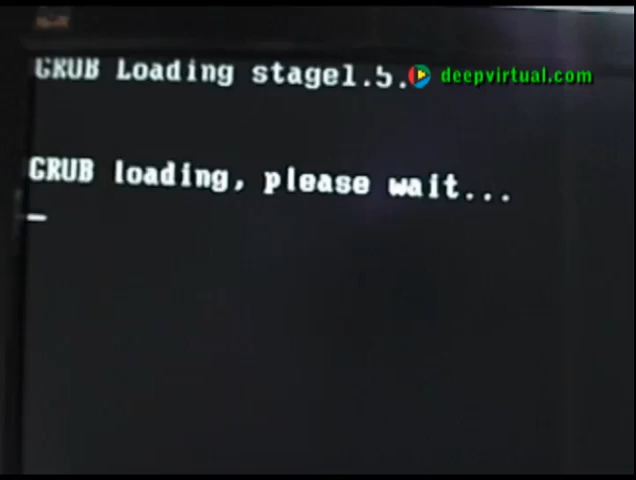 GRUB Loading stage1.5.
deepvirtual.com
GRUB loading, please wait...
_